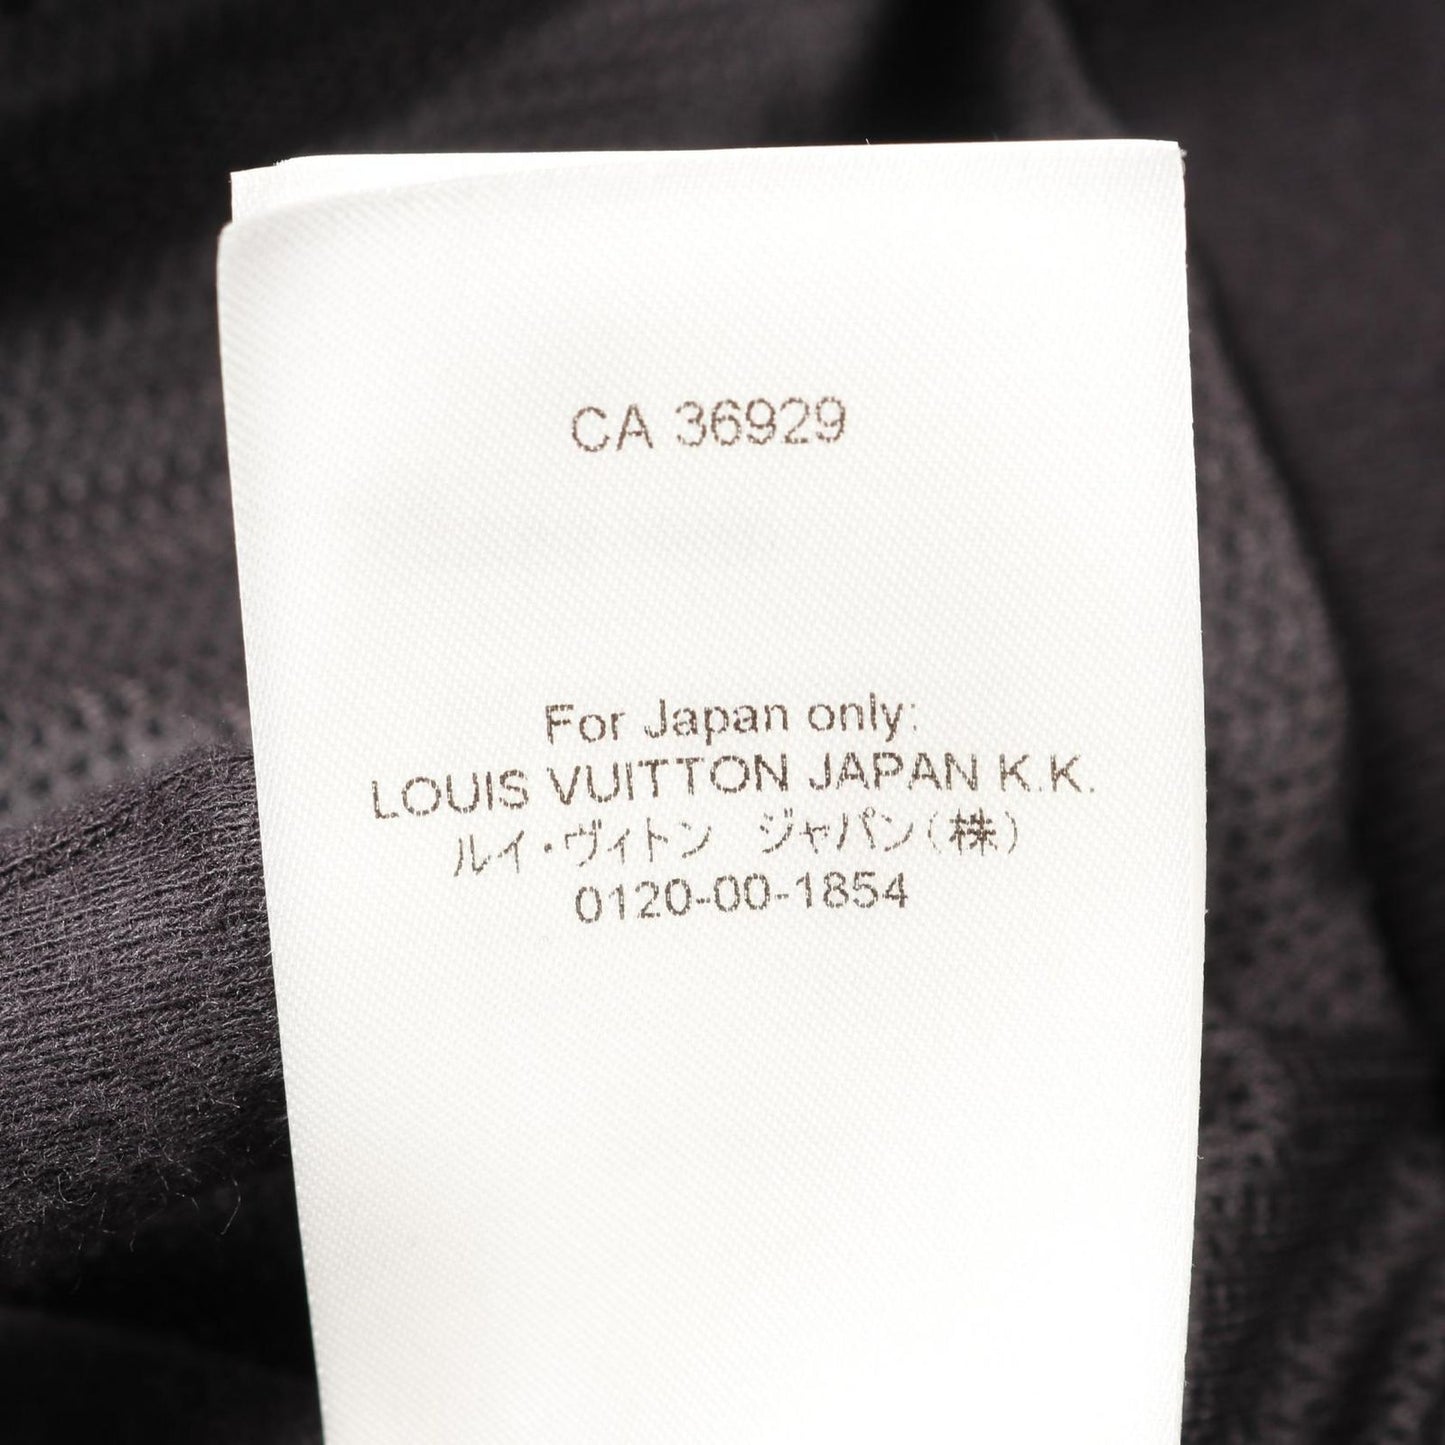 CA 36929
For Japan only:
LOUIS VUITTON JAPAN K.K.
ルイ・ヴィトン　ジャパン(株)
0120-00-1854